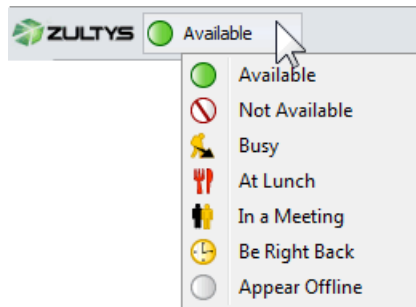 ZULTYS Available
Available
Not Available
Busy
At Lunch
In a Meeting
Be Right Back
Appear Offline